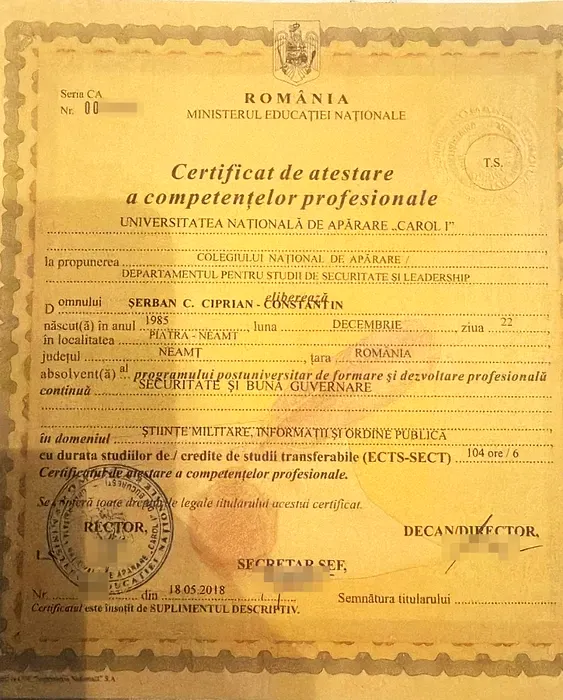 Seria CA
Nr. 00
ROMÂNIA
MINISTERUL EDUCAȚIEI NAȚIONALE
T.S.
Certificat de atestare
a competențelor profesionale
UNIVERSITATEA NAȚIONALĂ DE APĂRARE „CAROL I”
la propunerea COLEGIULUI NAȚIONAL DE APĂRARE /
DEPARTAMENTUL PENTRU STUDII DE SECURITATE ȘI LEADERSHIP
eliberează
Domnului ȘERBAN C. CIPRIAN - CONSTANTIN
născut(ă) în anul 1985, luna DECEMBRIE, ziua 22
în localitatea PIATRA - NEAMȚ
județul NEAMȚ, țara ROMÂNIA
absolvent(ă) al programului postuniversitar de formare și dezvoltare profesională
continuă SECURITATE ȘI BUNĂ GUVERNARE
în domeniul ȘTIINȚE MILITARE, INFORMAȚII ȘI ORDINE PUBLICĂ
cu durata studiilor de / credite de studii transferabile (ECTS-SECT) 104 ore / 6
Certificatul de atestare a competențelor profesionale.
Se conferă toate drepturile legale titularului acestui certificat.
RECTOR,
DECAN/DIRECTOR,
L.
SECRETAR ȘEF,
Nr. din 18.05.2018
Semnătura titularului
Certificatul este însoțit de SUPLIMENTUL DESCRIPTIV.